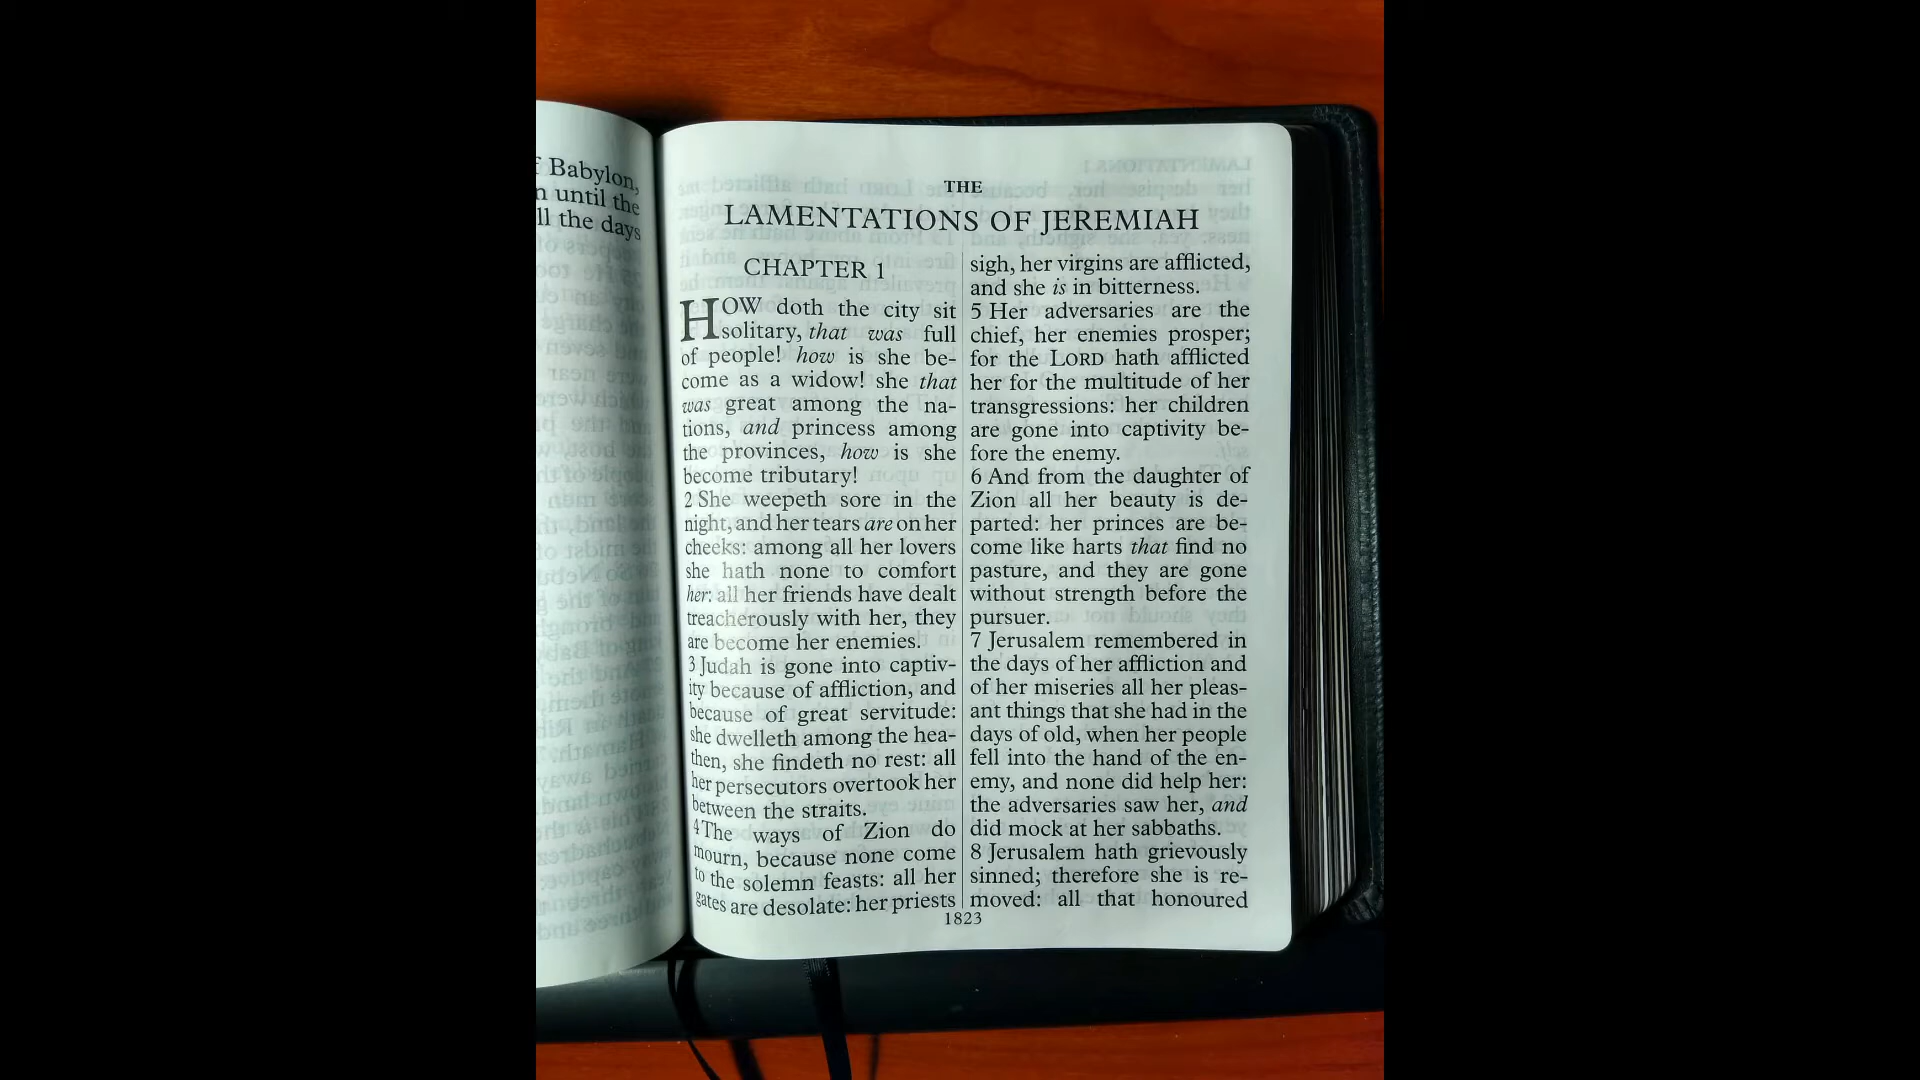 f Babylon,
n until the
ll the days
THE
LAMENTATIONS OF JEREMIAH
CHAPTER 1
HOW doth the city sit
solitary, that was full
of people! how is she be-
come as a widow! she that
was great among the na-
tions, and princess among
the provinces, how is she
become tributary!
2 She weepeth sore in the
night, and her tears are on her
cheeks: among all her lovers
she hath none to comfort
her: all her friends have dealt
treacherously with her, they
are become her enemies.
3 Judah is gone into captiv-
ity because of affliction, and
because of great servitude:
she dwelleth among the hea-
then, she findeth no rest: all
her persecutors overtook her
between the straits.
4 The ways of Zion do
mourn, because none come
to the solemn feasts: all her
gates are desolate: her priests
sigh, her virgins are afflicted,
and she is in bitterness.
5 Her adversaries are the
chief, her enemies prosper;
for the LORD hath afflicted
her for the multitude of her
transgressions: her children
are gone into captivity be-
fore the enemy.
6 And from the daughter of
Zion all her beauty is de-
parted: her princes are be-
come like harts that find no
pasture, and they are gone
without strength before the
pursuer.
7 Jerusalem remembered in
the days of her affliction and
of her miseries all her pleas-
ant things that she had in the
days of old, when her people
fell into the hand of the en-
emy, and none did help her:
the adversaries saw her, and
did mock at her sabbaths.
8 Jerusalem hath grievously
sinned; therefore she is re-
moved: all that honoured
1823